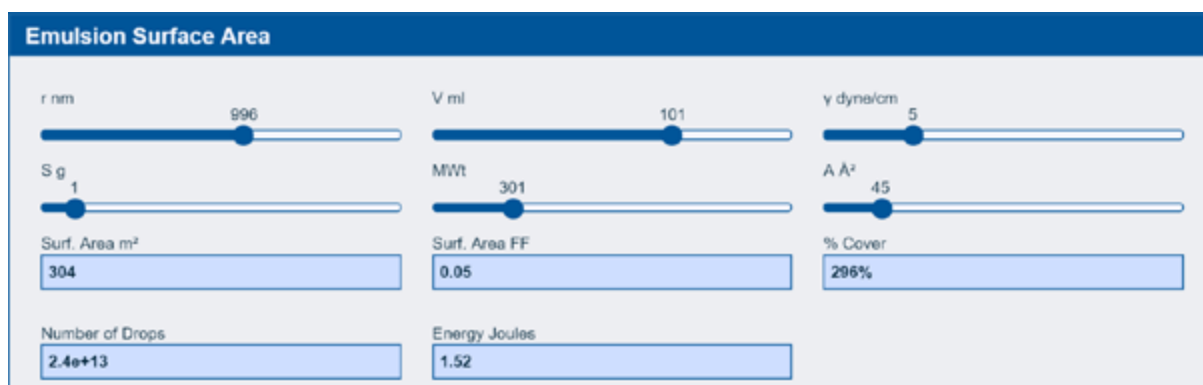 Emulsion Surface Area
r nm V ml γ dyne/cm
996 101 5
S g MWt A Å²
1 301 45
Surf. Area m² Surf. Area FF % Cover
304 0.05 296%
Number of Drops Energy Joules
2.4e+13 1.52